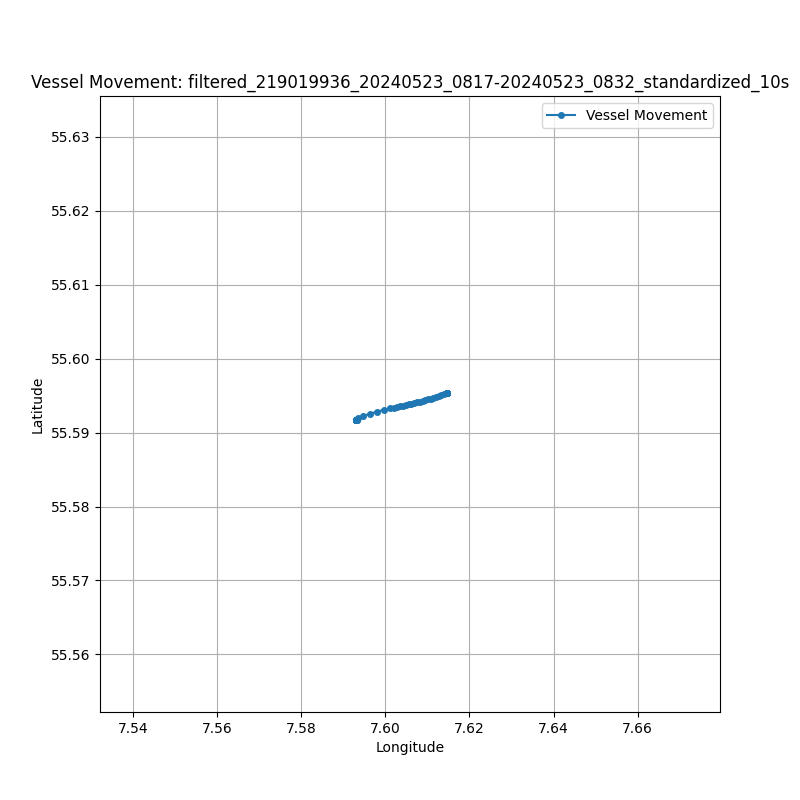 Vessel Movement: filtered_219019936_20240523_0817-20240523_0832_standardized_10s
Vessel Movement
55.63
55.62
55.61
55.60
55.59
55.58
55.57
55.56
Latitude
7.54 7.56 7.58 7.60 7.62 7.64 7.66
Longitude